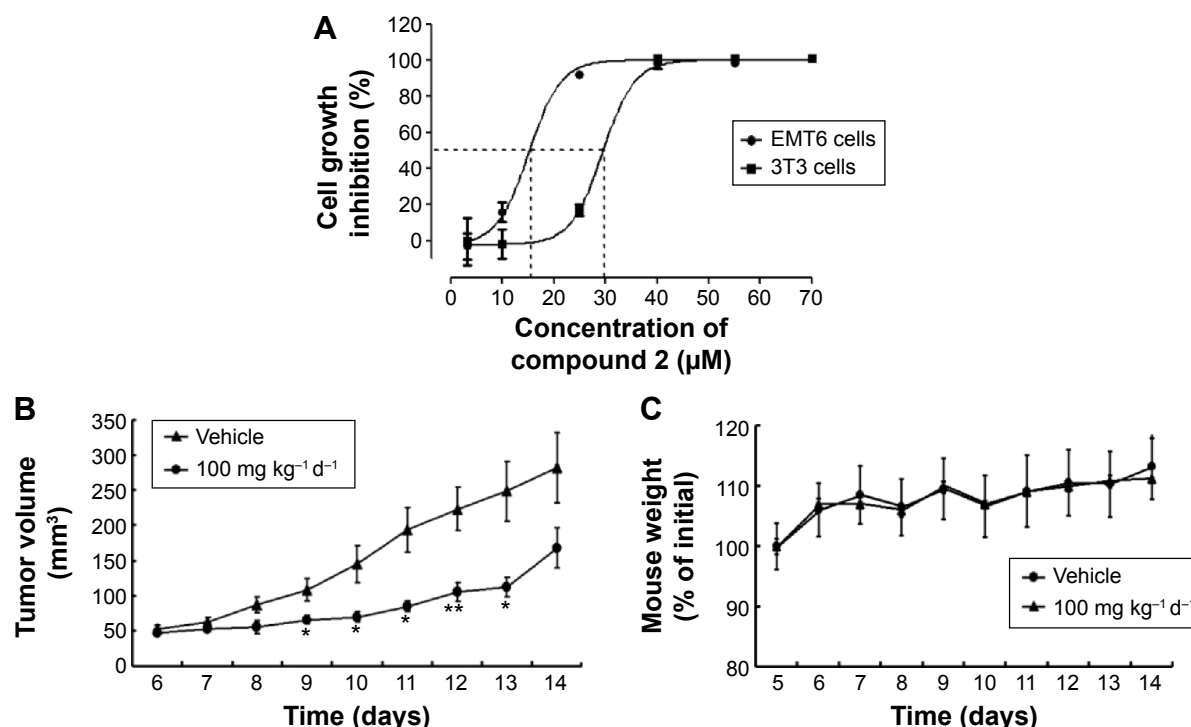 A
120
100
80
60
40
20
0
Cell growth
inhibition (%)
EMT6 cells
3T3 cells
0 10 20 30 40 50 60 70
Concentration of
compound 2 (µM)
B
350
300
250
200
150
100
50
0
Tumor volume
(mm³)
Vehicle
100 mg kg⁻¹ d⁻¹
* * * ** *
6 7 8 9 10 11 12 13 14
Time (days)
C
120
110
100
90
80
Mouse weight
(% of initial)
Vehicle
100 mg kg⁻¹ d⁻¹
5 6 7 8 9 10 11 12 13 14
Time (days)